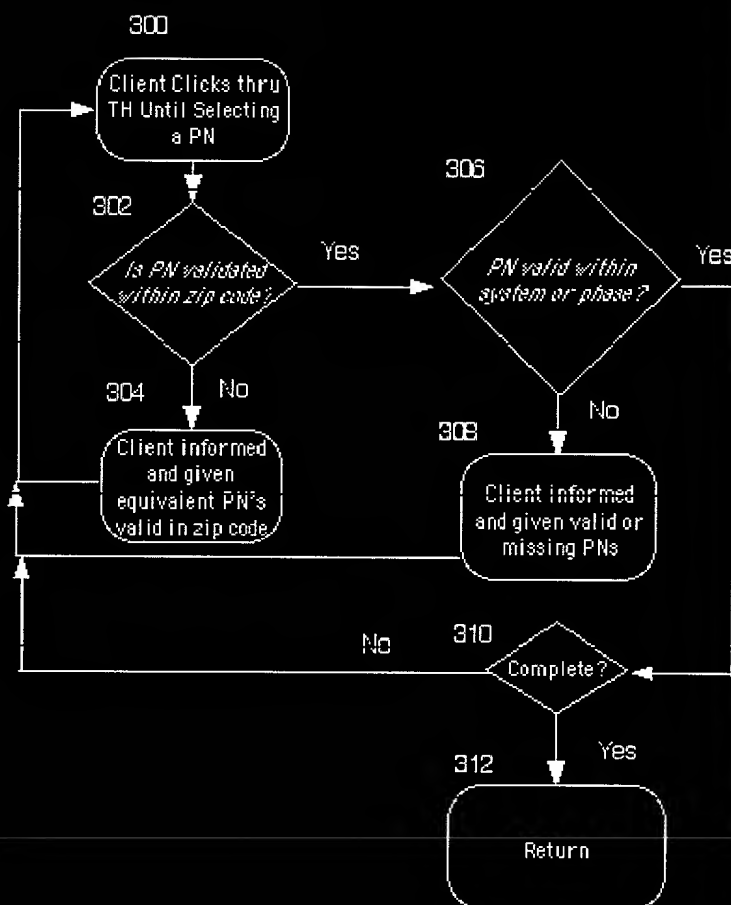 300
Client Clicks thru
TH Until Selecting
a PN
302
Is PN validated
within zip code?
Yes
306
PN valid within
system or phase?
Yes
304
No
Client informed
and given
equivalent PN's
valid in zip code
308
No
Client informed
and given valid or
missing PNs
310
No
Complete?
312
Yes
Return